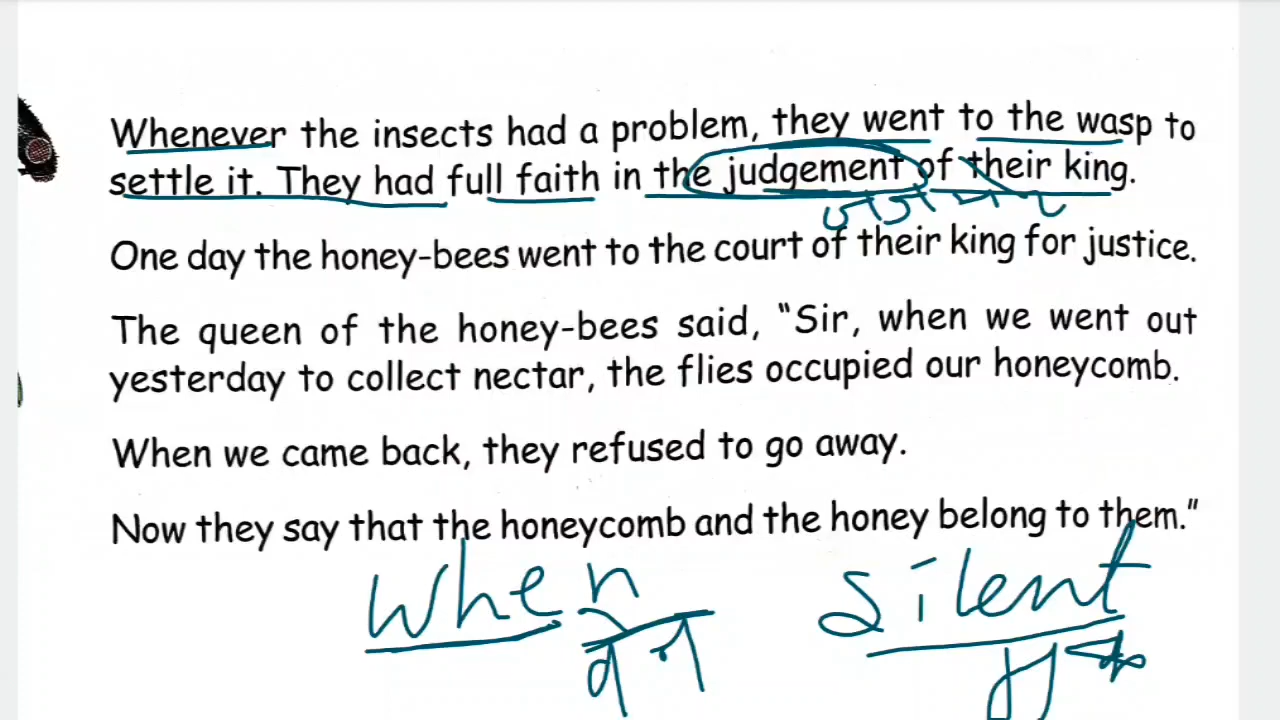 Whenever the insects had a problem, they went to the wasp to
settle it. They had full faith in the judgement of their king.
One day the honey-bees went to the court of their king for justice.
The queen of the honey-bees said, "Sir, when we went out
yesterday to collect nectar, the flies occupied our honeycomb.
When we came back, they refused to go away.
Now they say that the honeycomb and the honey belong to them."
when silent